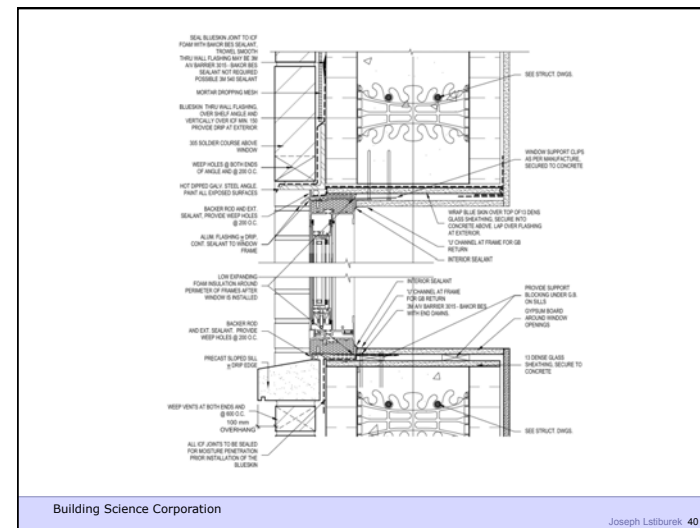 SEAL BLUESKIN JOINT TO ICF
FOAM WITH BAKOR BES SEALANT,
TROWEL SMOOTH
THRU WALL FLASHING MAY BE 3M
A/V BARRIER 3015 - BAKOR BES
SEALANT NOT REQUIRED
POSSIBLE 3M 540 SEALANT
MORTAR DROPPING MESH
BLUESKIN. THRU WALL FLASHING,
OVER SHELF ANGLE AND
VERTICALLY OVER ICF MIN. 150
PROVIDE DRIP AT EXTERIOR
305 SOLDIER COURSE ABOVE
WINDOW
WEEP HOLES @ BOTH ENDS
OF ANGLE AND @ 200 O.C.
HOT DIPPED GALV. STEEL ANGLE.
PAINT ALL EXPOSED SURFACES
BACKER ROD AND EXT.
SEALANT, PROVIDE WEEP HOLES
@ 200 O.C.
ALUM. FLASHING DRIP.
CONT. SEALANT TO WINDOW
FRAME
LOW EXPANDING
FOAM INSULATION AROUND
PERIMETER OF FRAMES AFTER
WINDOW IS INSTALLED
BACKER ROD
AND EXT. SEALANT. PROVIDE
WEEP HOLES @ 200 O.C.
PRECAST SLOPED SILL
DRIP EDGE
WEEP VENTS AT BOTH ENDS AND
@ 600 O.C.
100 mm
OVERHANG
ALL ICF JOINTS TO BE SEALED
FOR MOISTURE PENETRATION
PRIOR INSTALLATION OF THE
BLUESKIN
SEE STRUCT. DWGS.
WINDOW SUPPORT CLIPS
AS PER MANUFACTURE,
SECURED TO CONCRETE
WRAP BLUE SKIN OVER TOP OF 13 DENS
GLASS SHEATHING. SECURE INTO
CONCRETE ABOVE. LAP OVER FLASHING
AT EXTERIOR.
'U' CHANNEL AT FRAME FOR GB
RETURN
INTERIOR SEALANT
INTERIOR SEALANT
'U' CHANNEL AT FRAME
FOR GB RETURN
3M A/V BARRIER 3015 - BAKOR BES
WITH END DAMNS.
PROVIDE SUPPORT
BLOCKING UNDER G.B.
ON SILLS
GYPSUM BOARD
AROUND WINDOW
OPENINGS
13 DENSE GLASS
SHEATHING, SECURE TO
CONCRETE
SEE STRUCT. DWGS.
Building Science Corporation
Joseph Lstiburek 40